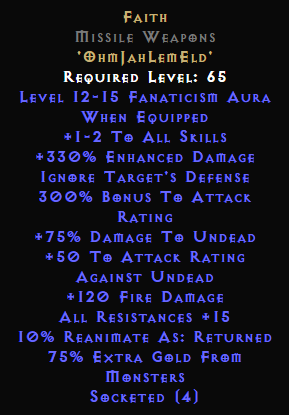 Faith
Missile Weapons
'OhmJahLemEld'
Required Level: 65
Level 12-15 Fanaticism Aura
When Equipped
+1-2 To All Skills
+330% Enhanced Damage
Ignore Target's Defense
300% Bonus To Attack
Rating
+75% Damage To Undead
+50 To Attack Rating
Against Undead
+120 Fire Damage
All Resistances +15
10% Reanimate As: Returned
75% Extra Gold From
Monsters
Socketed (4)